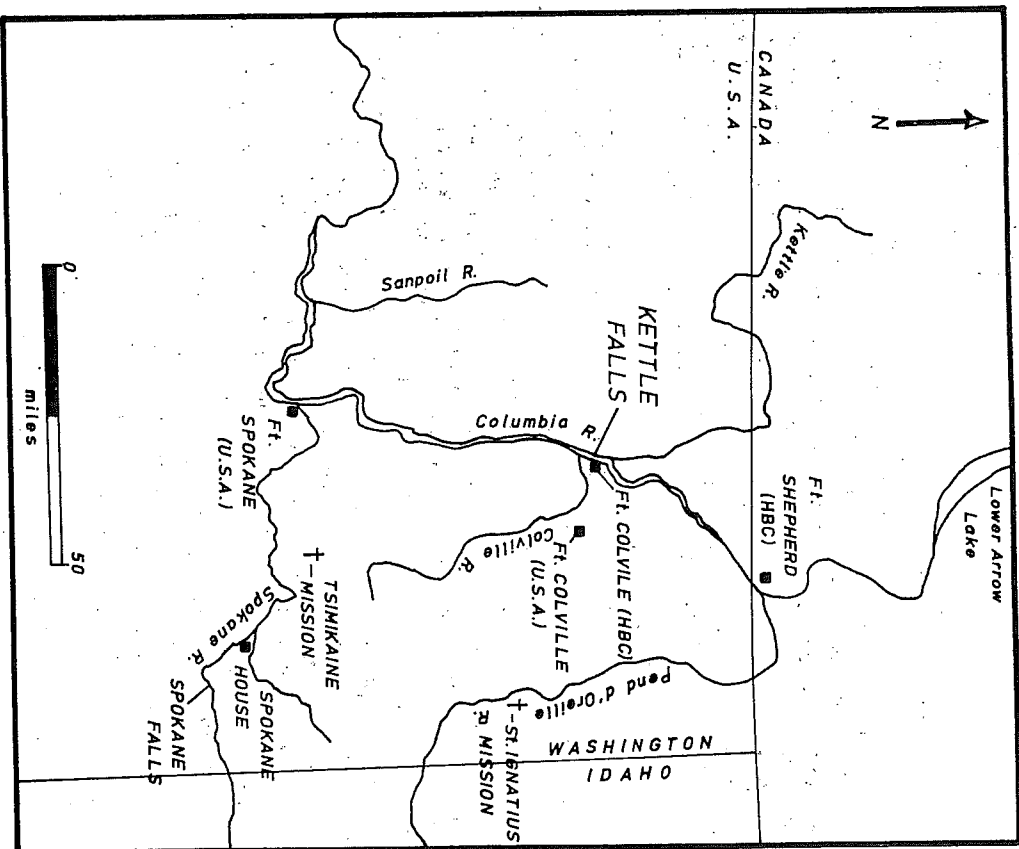 CANADA
U.S.A.
N
Kettle R.
Lower Arrow
Lake
Ft.
SHEPHERD
(HBC)
KETTLE
FALLS
Sanpoil R.
Columbia R.
Ft. COLVILE (HBC)
Ft. COLVILLE
(U.S.A.)
Colville
R.
Pend d'Oreille
R.
St. IGNATIUS
MISSION
WASHINGTON
IDAHO
Ft.
SPOKANE
(U.S.A.)
TSIMIKAINE
MISSION
Spokane
R.
SPOKANE
HOUSE
SPOKANE
FALLS
0 50
miles